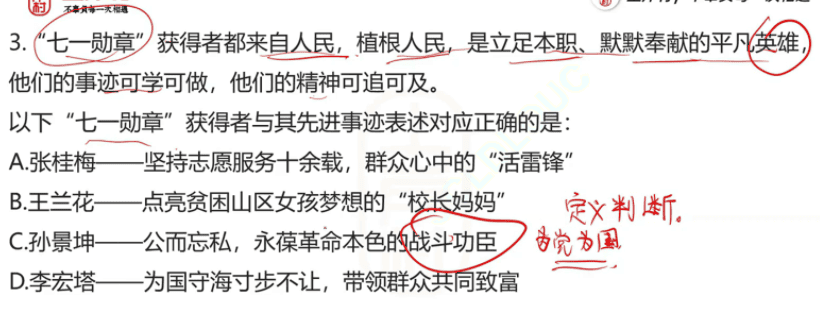 不辜负每一天相遇
3.“七一勋章”获得者都来自人民，植根人民，是立足本职、默默奉献的平凡英雄，
他们的事迹可学可做，他们的精神可追可及。
以下“七一勋章”获得者与其先进事迹表述对应正确的是：
A.张桂梅——坚持志愿服务十余载，群众心中的“活雷锋”
B.王兰花——点亮贫困山区女孩梦想的“校长妈妈”
定义判断。
C.孙景坤——公而忘私，永葆革命本色的战斗功臣
为党为国
D.李宏塔——为国守海寸步不让，带领群众共同致富